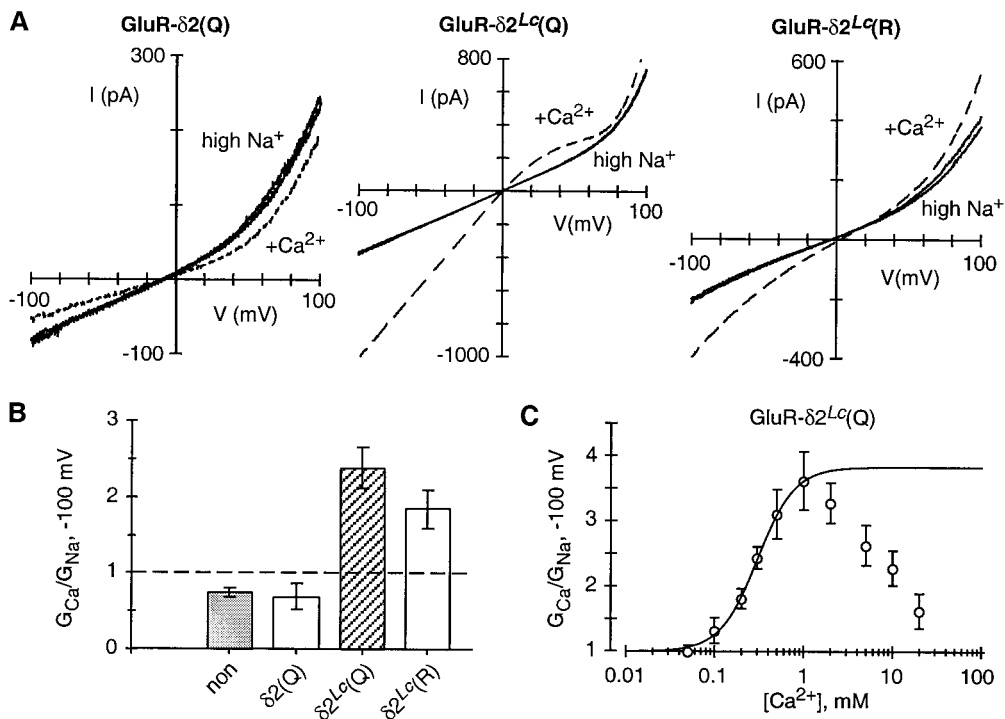 A
GluR-δ2(Q)
300
I (pA)
high Na+
+Ca2+
-100
100
V (mV)
-100
GluR-δ2Lc(Q)
800
I (pA)
+Ca2+
high Na+
-100
100
V(mV)
-1000
GluR-δ2Lc(R)
600
I (pA)
+Ca2+
high Na+
-100
100
V(mV)
-400
B
GCa/GNa, -100 mV
3
2
1
0
non
δ2(Q)
δ2Lc(Q)
δ2Lc(R)
C
GluR-δ2Lc(Q)
GCa/GNa, -100 mV
4
3
2
1
0.01
0.1
1
10
100
[Ca2+], mM